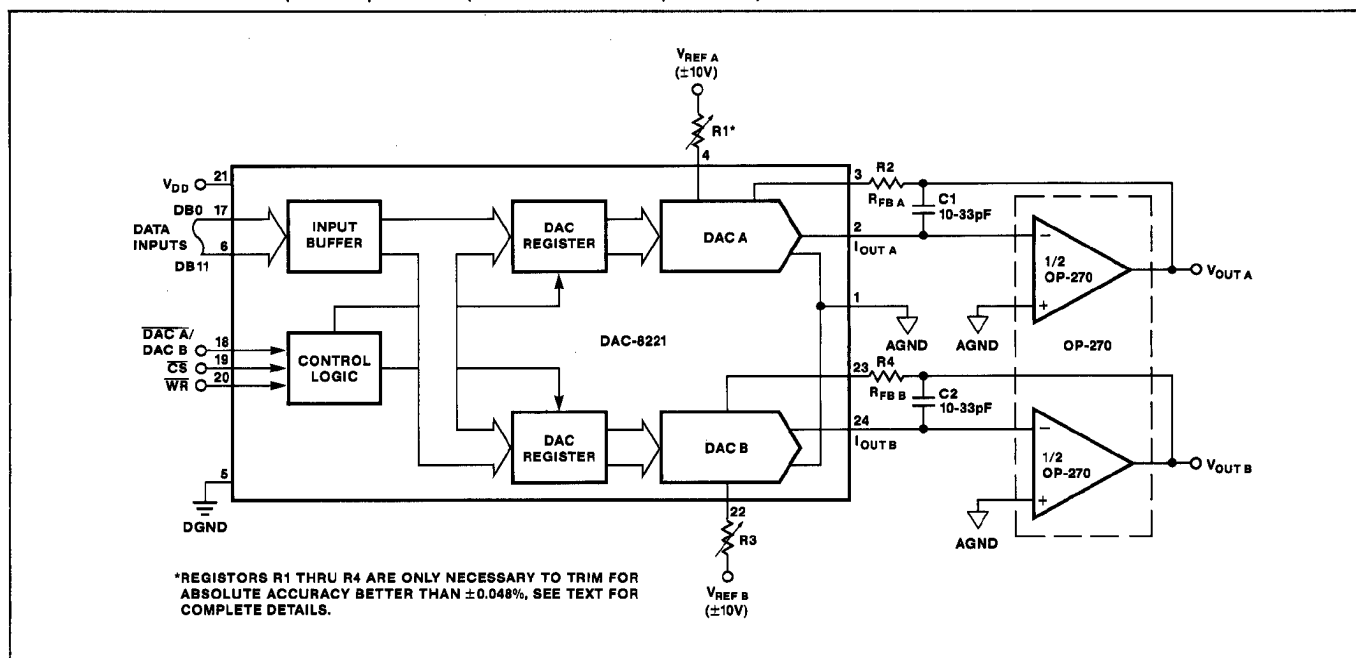 VREF A
(±10V)
R1*
4
21
VDD
DB0
17
DATA
INPUTS
6
DB11
INPUT
BUFFER
DAC
REGISTER
DAC A
3
R2
RFB A
C1
10-33pF
2
IOUT A
1
AGND
-
1/2
OP-270
+
AGND
VOUT A
OP-270
DAC A/
DAC B
18
CS
19
WR
20
CONTROL
LOGIC
DAC-8221
23
R4
RFB B
C2
10-33pF
24
IOUT B
DAC
REGISTER
DAC B
-
1/2
OP-270
+
AGND
VOUT B
5
DGND
22
R3
VREF B
(±10V)
*REGISTORS R1 THRU R4 ARE ONLY NECESSARY TO TRIM FOR
ABSOLUTE ACCURACY BETTER THAN ±0.048%, SEE TEXT FOR
COMPLETE DETAILS.